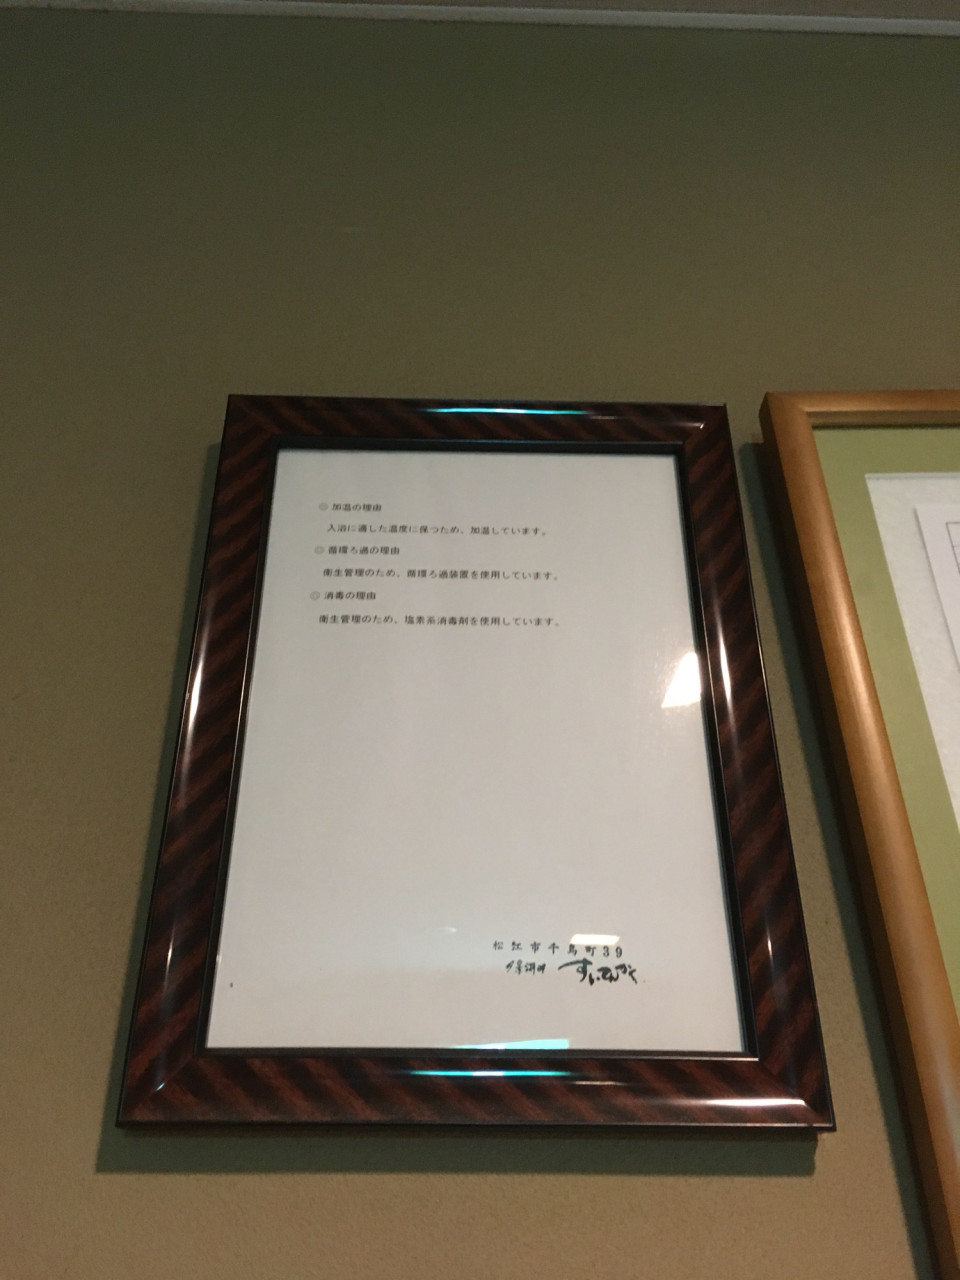 ◎ 加温の理由
入浴に適した温度に保つため、加温しています。
◎ 循環ろ過の理由
衛生管理のため、循環ろ過装置を使用しています。
◎ 消毒の理由
衛生管理のため、塩素系消毒剤を使用しています。
松江市千鳥町39
夕景湖畔 すいてんかく